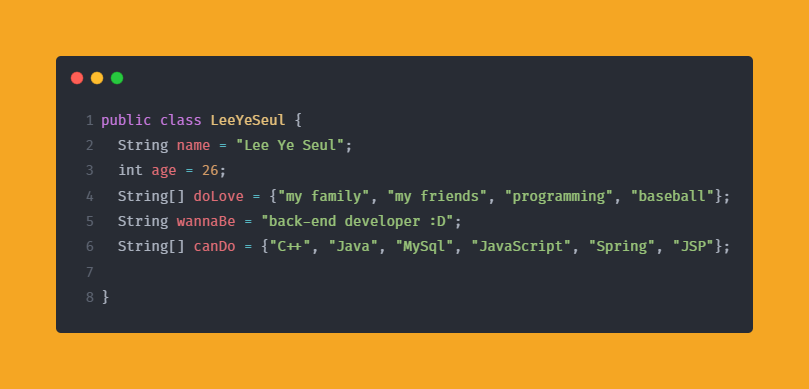 1 public class LeeYeSeul {
2   String name = "Lee Ye Seul";
3   int age = 26;
4   String[] doLove = {"my family", "my friends", "programming", "baseball"};
5   String wannaBe = "back-end developer :D";
6   String[] canDo = {"C++", "Java", "MySql", "JavaScript", "Spring", "JSP"};
7
8 }